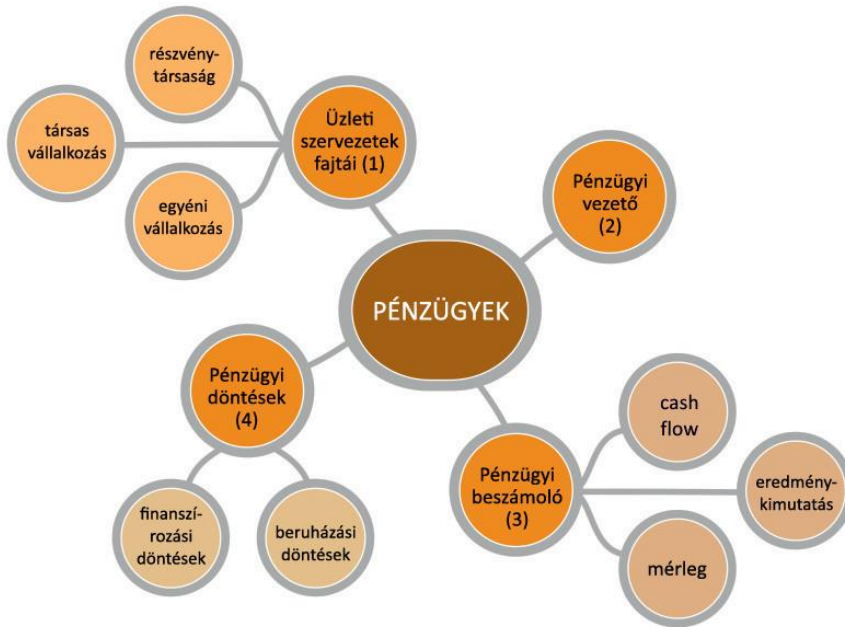 részvény-
társaság
társas
vállalkozás
egyéni
vállalkozás
Üzleti
szervezetek
fajtái (1)
Pénzügyi
vezető
(2)
PÉNZÜGYEK
Pénzügyi
döntések
(4)
finanszí-
rozási
döntések
beruházási
döntések
Pénzügyi
beszámoló
(3)
cash
flow
eredmény-
kimutatás
mérleg